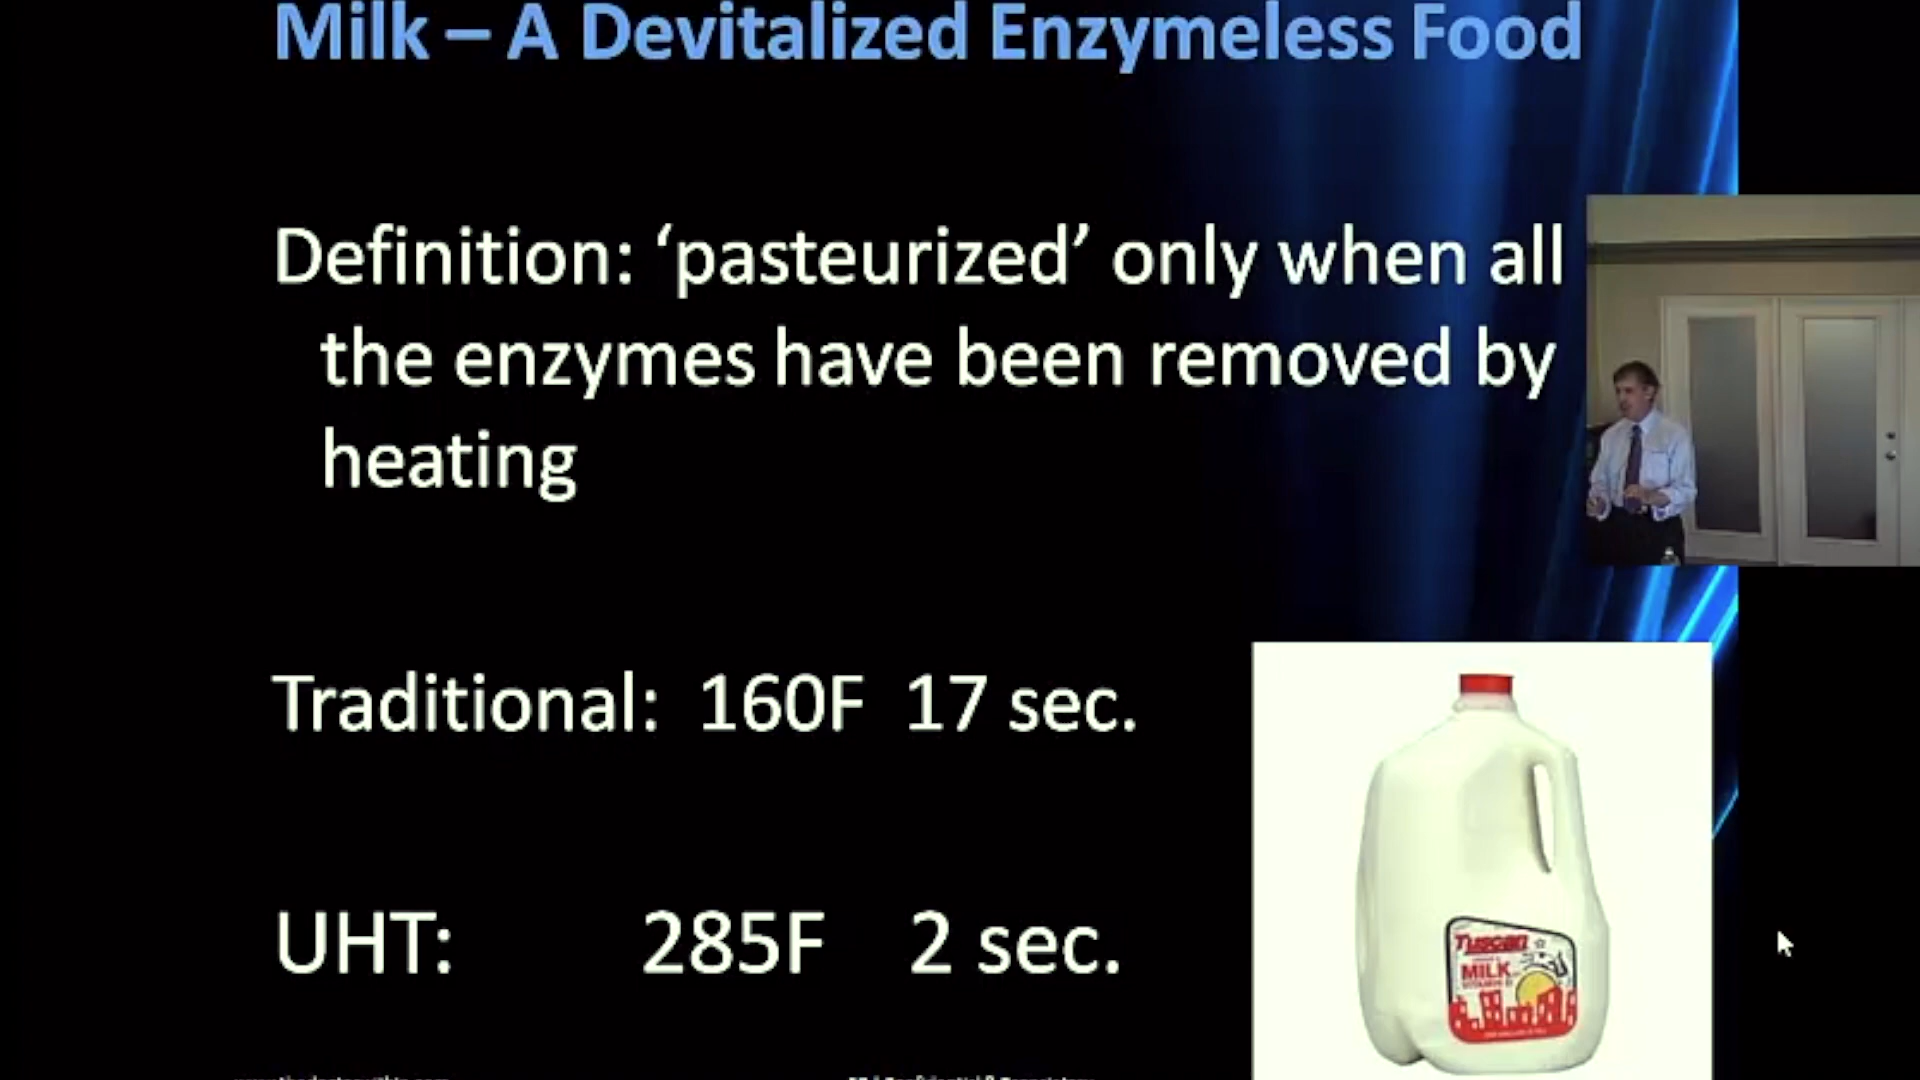 Milk – A Devitalized Enzymeless Food
Definition: ‘pasteurized’ only when all
the enzymes have been removed by
heating
Traditional: 160F 17 sec.
UHT: 285F 2 sec.
Tuscan
MILK